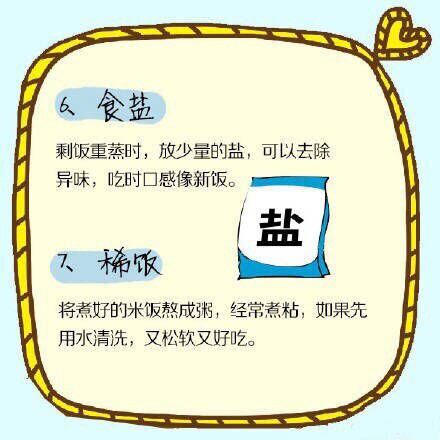 6、食盐
剩饭重蒸时，放少量的盐，可以去除
异味，吃时口感像新饭。
盐
7、稀饭
将煮好的米饭熬成粥，经常煮粘，如果先
用水清洗，又松软又好吃。